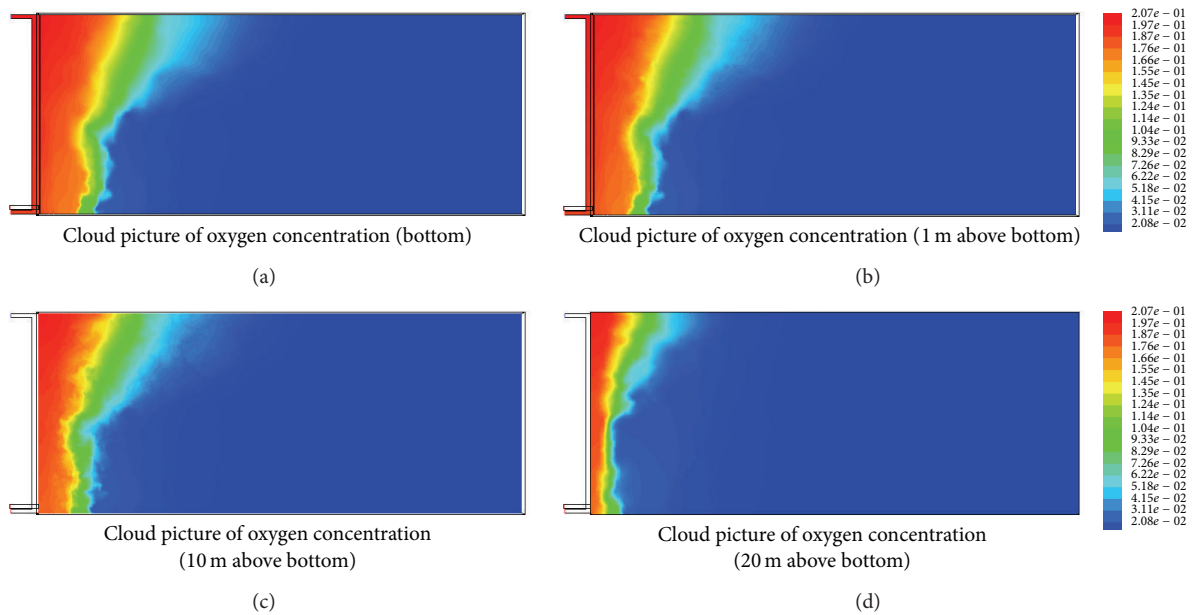 2.07e − 01
1.97e − 01
1.87e − 01
1.76e − 01
1.66e − 01
1.55e − 01
1.45e − 01
1.35e − 01
1.24e − 01
1.14e − 01
1.04e − 01
9.33e − 02
8.29e − 02
7.26e − 02
6.22e − 02
5.18e − 02
4.15e − 02
3.11e − 02
2.08e − 02
Cloud picture of oxygen concentration (bottom)
(a)
Cloud picture of oxygen concentration (1 m above bottom)
(b)
2.07e − 01
1.97e − 01
1.87e − 01
1.76e − 01
1.66e − 01
1.55e − 01
1.45e − 01
1.35e − 01
1.24e − 01
1.14e − 01
1.04e − 01
9.33e − 02
8.29e − 02
7.26e − 02
6.22e − 02
5.18e − 02
4.15e − 02
3.11e − 02
2.08e − 02
Cloud picture of oxygen concentration
(10 m above bottom)
(c)
Cloud picture of oxygen concentration
(20 m above bottom)
(d)